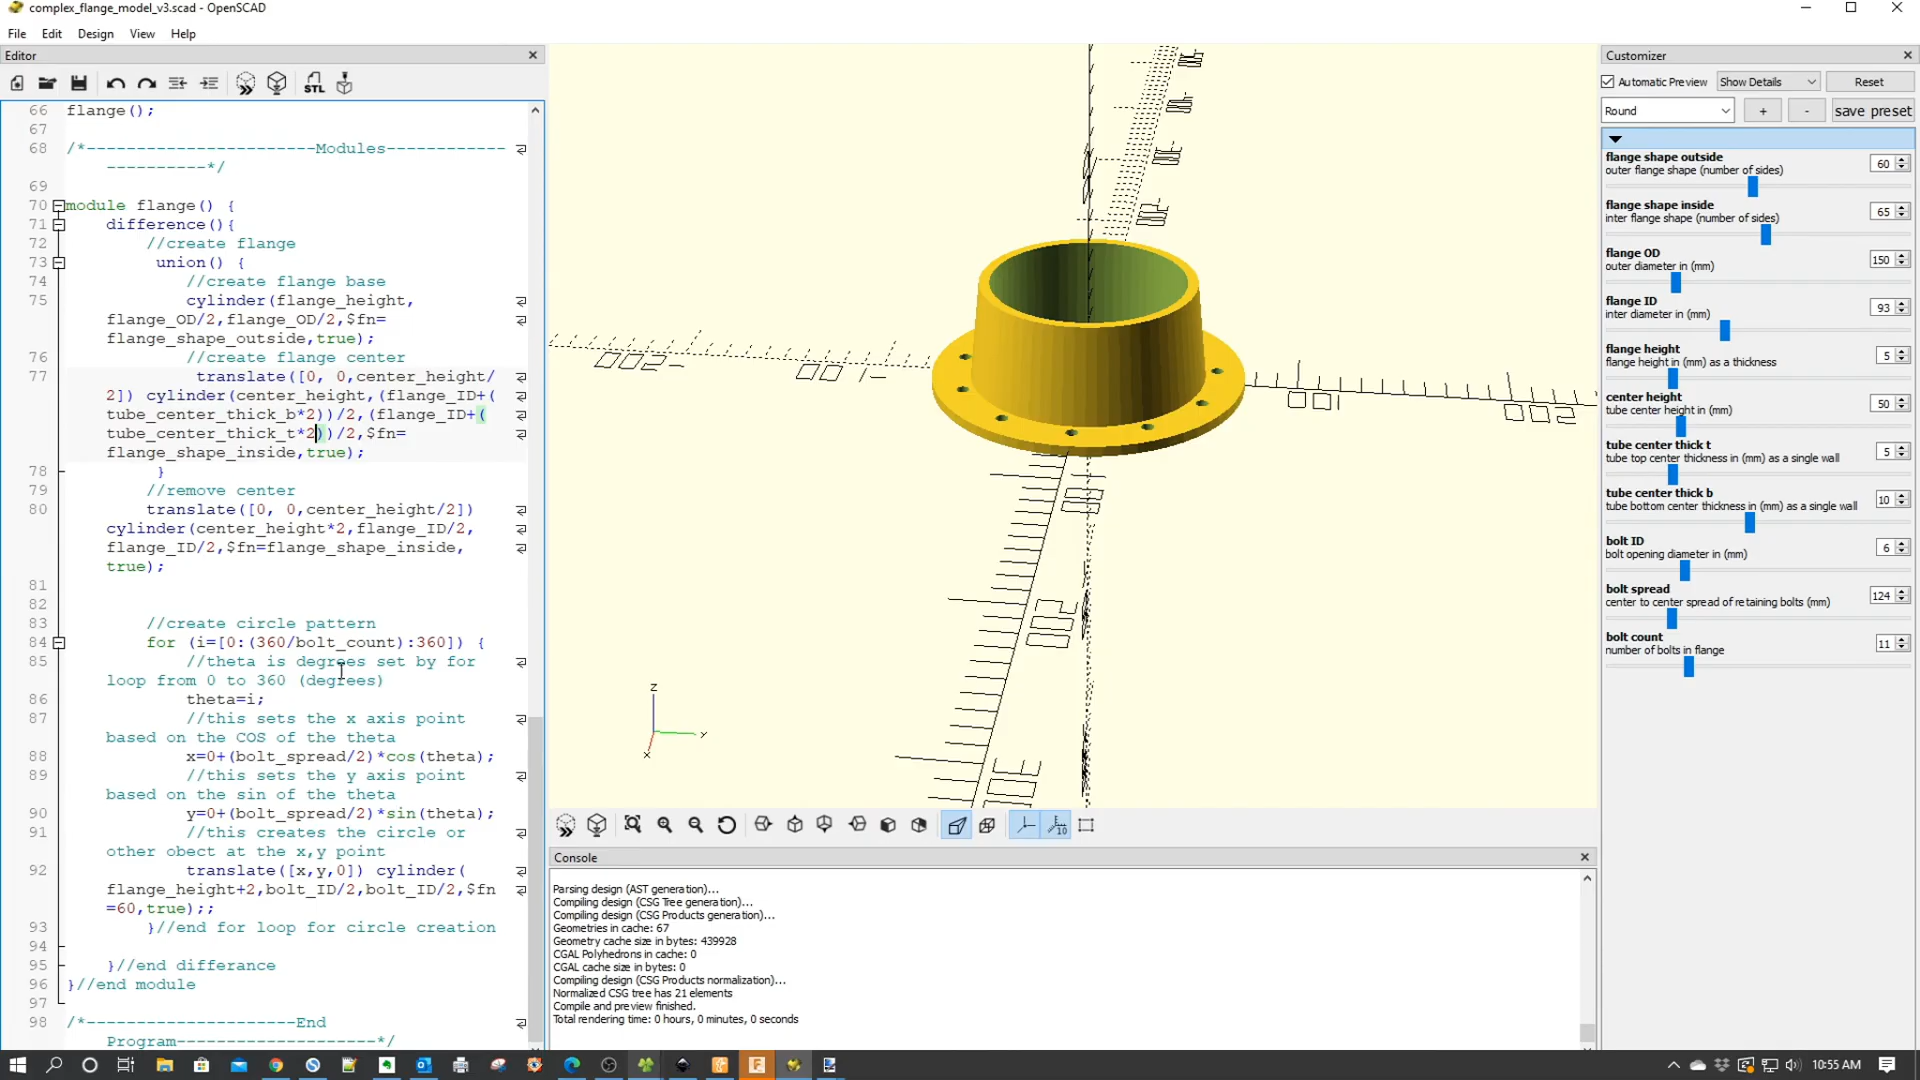 complex_flange_model_v3.scad - OpenSCAD
File Edit Design View Help
Editor
STL
66 flange();
67
68 /*-----------------------Modules-------------
-----------*/
69
70 module flange() {
71 difference(){
72 //create flange
73 union() {
74 //create flange base
75 cylinder(flange_height,
flange_OD/2,flange_OD/2,$fn=
flange_shape_outside,true);
76 //create flange center
77 translate([0, 0,center_height/
2]) cylinder(center_height,(flange_ID+(
tube_center_thick_b*2))/2,(flange_ID+(
tube_center_thick_t*2))/2,$fn=
flange_shape_inside,true);
78 }
79 //remove center
80 translate([0, 0,center_height/2])
cylinder(center_height*2,flange_ID/2,
flange_ID/2,$fn=flange_shape_inside,
true);
81
82
83 //create circle pattern
84 for (i=[0:(360/bolt_count):360]) {
85 //theta is degrees set by for
loop from 0 to 360 (degrees)
86 theta=i;
87 //this sets the x axis point
based on the COS of the theta
88 x=0+(bolt_spread/2)*cos(theta);
89 //this sets the y axis point
based on the sin of the theta
90 y=0+(bolt_spread/2)*sin(theta);
91 //this creates the circle or
other obect at the x,y point
92 translate([x,y,0]) cylinder(
flange_height+2,bolt_ID/2,bolt_ID/2,$fn
=60,true);;
93 }//end for loop for circle creation
94
95 }//end differance
96 }//end module
97
98 /*---------------------End
Program-------------------*/
z
y
x
10
Console
Parsing design (AST generation)...
Compiling design (CSG Tree generation)...
Compiling design (CSG Products generation)...
Geometries in cache: 67
Geometry cache size in bytes: 439928
CGAL Polyhedrons in cache: 0
CGAL cache size in bytes: 0
Compiling design (CSG Products normalization)...
Normalized CSG tree has 21 elements
Compile and preview finished.
Total rendering time: 0 hours, 0 minutes, 0 seconds
Customizer
Automatic Preview Show Details Reset
Round + - save preset
flange shape outside
outer flange shape (number of sides) 60
flange shape inside
inter flange shape (number of sides) 65
flange OD
outer diameter in (mm) 150
flange ID
inter diameter in (mm) 93
flange height
flange height in (mm) as a thickness 5
center height
tube center height in (mm) 50
tube center thick t
tube top center thickness in (mm) as a single wall 5
tube center thick b
tube bottom center thickness in (mm) as a single wall 10
bolt ID
bolt opening diameter in (mm) 6
bolt spread
center to center spread of retaining bolts (mm) 124
bolt count
number of bolts in flange 11
10:55 AM